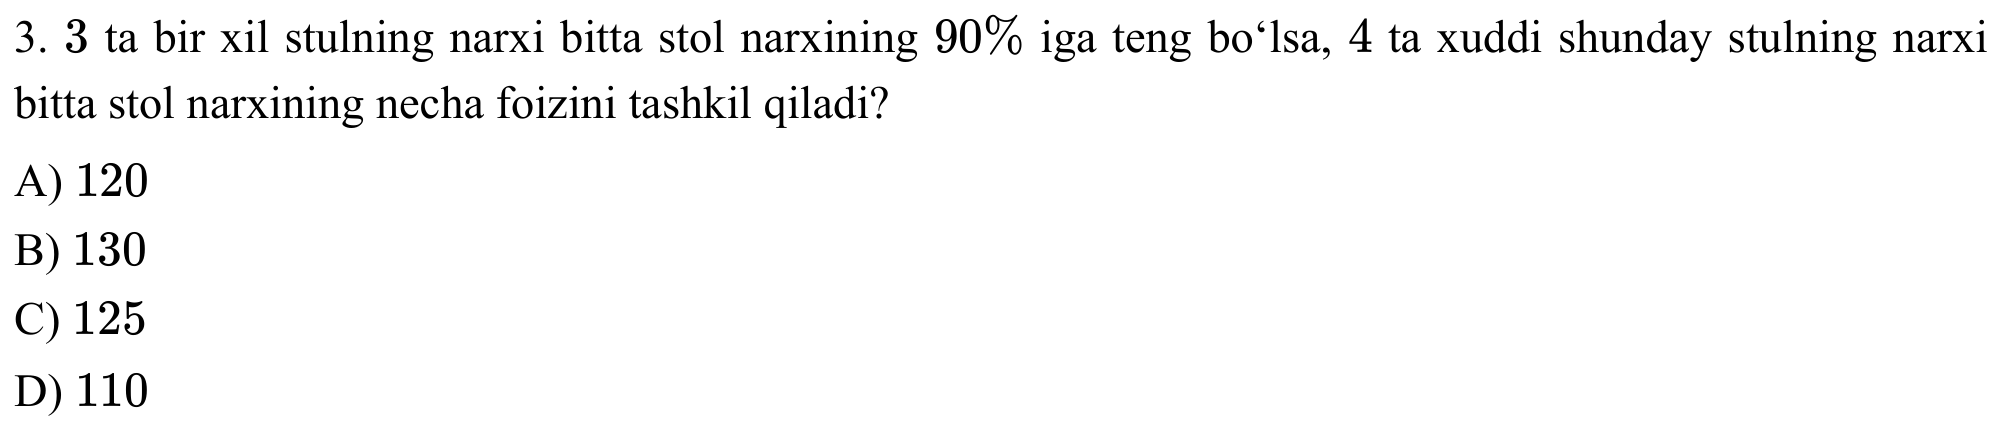 3. 3 ta bir xil stulning narxi bitta stol narxining 90% iga teng bo‘lsa, 4 ta xuddi shunday stulning narxi
bitta stol narxining necha foizini tashkil qiladi?
A) 120
B) 130
C) 125
D) 110